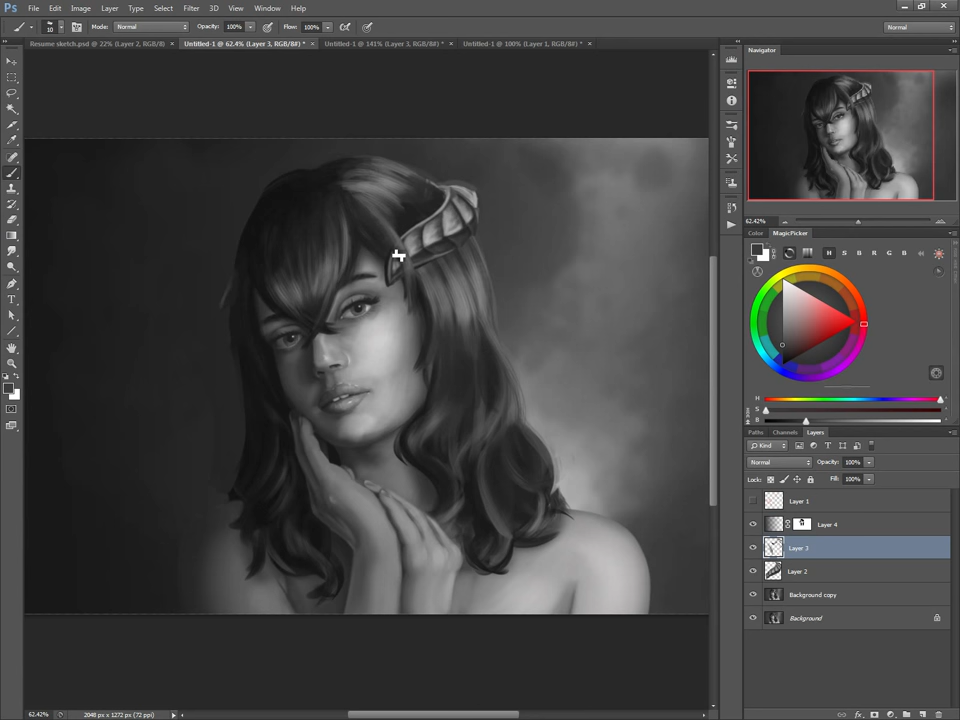 Ps File Edit Image Layer Type Select Filter 3D View Window Help
10 Mode: Normal Opacity: 100% Flow: 100% Normal
Resume sketch.psd @ 22% (Layer 2, RGB/8) × Untitled-1 @ 62.4% (Layer 3, RGB/8#) * × Untitled-1 @ 141% (Layer 3, RGB/8#) * × Untitled-1 @ 100% (Layer 1, RGB/8#) * ×
Navigator
62.42%
Color MagicPicker
H S B R G B
H
S
B
Paths Channels Layers
Kind
Normal Opacity: 100%
Lock: Fill: 100%
Layer 1
Layer 4
Layer 3
Layer 2
Background copy
Background
62.42% 2048 px x 1272 px (72 ppi)
fx